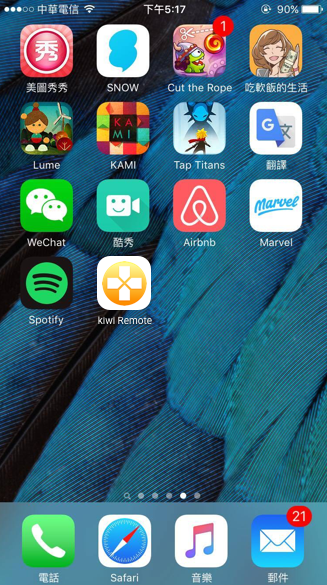 中華電信 下午5:17 90%
秀 1
美圖秀秀 SNOW Cut the Rope 吃軟飯的生活
KAMI G 文
Lume KAMI Tap Titans 翻譯
Marvel
WeChat 酷秀 Airbnb Marvel
Spotify kiwi Remote
21
電話 Safari 音樂 郵件